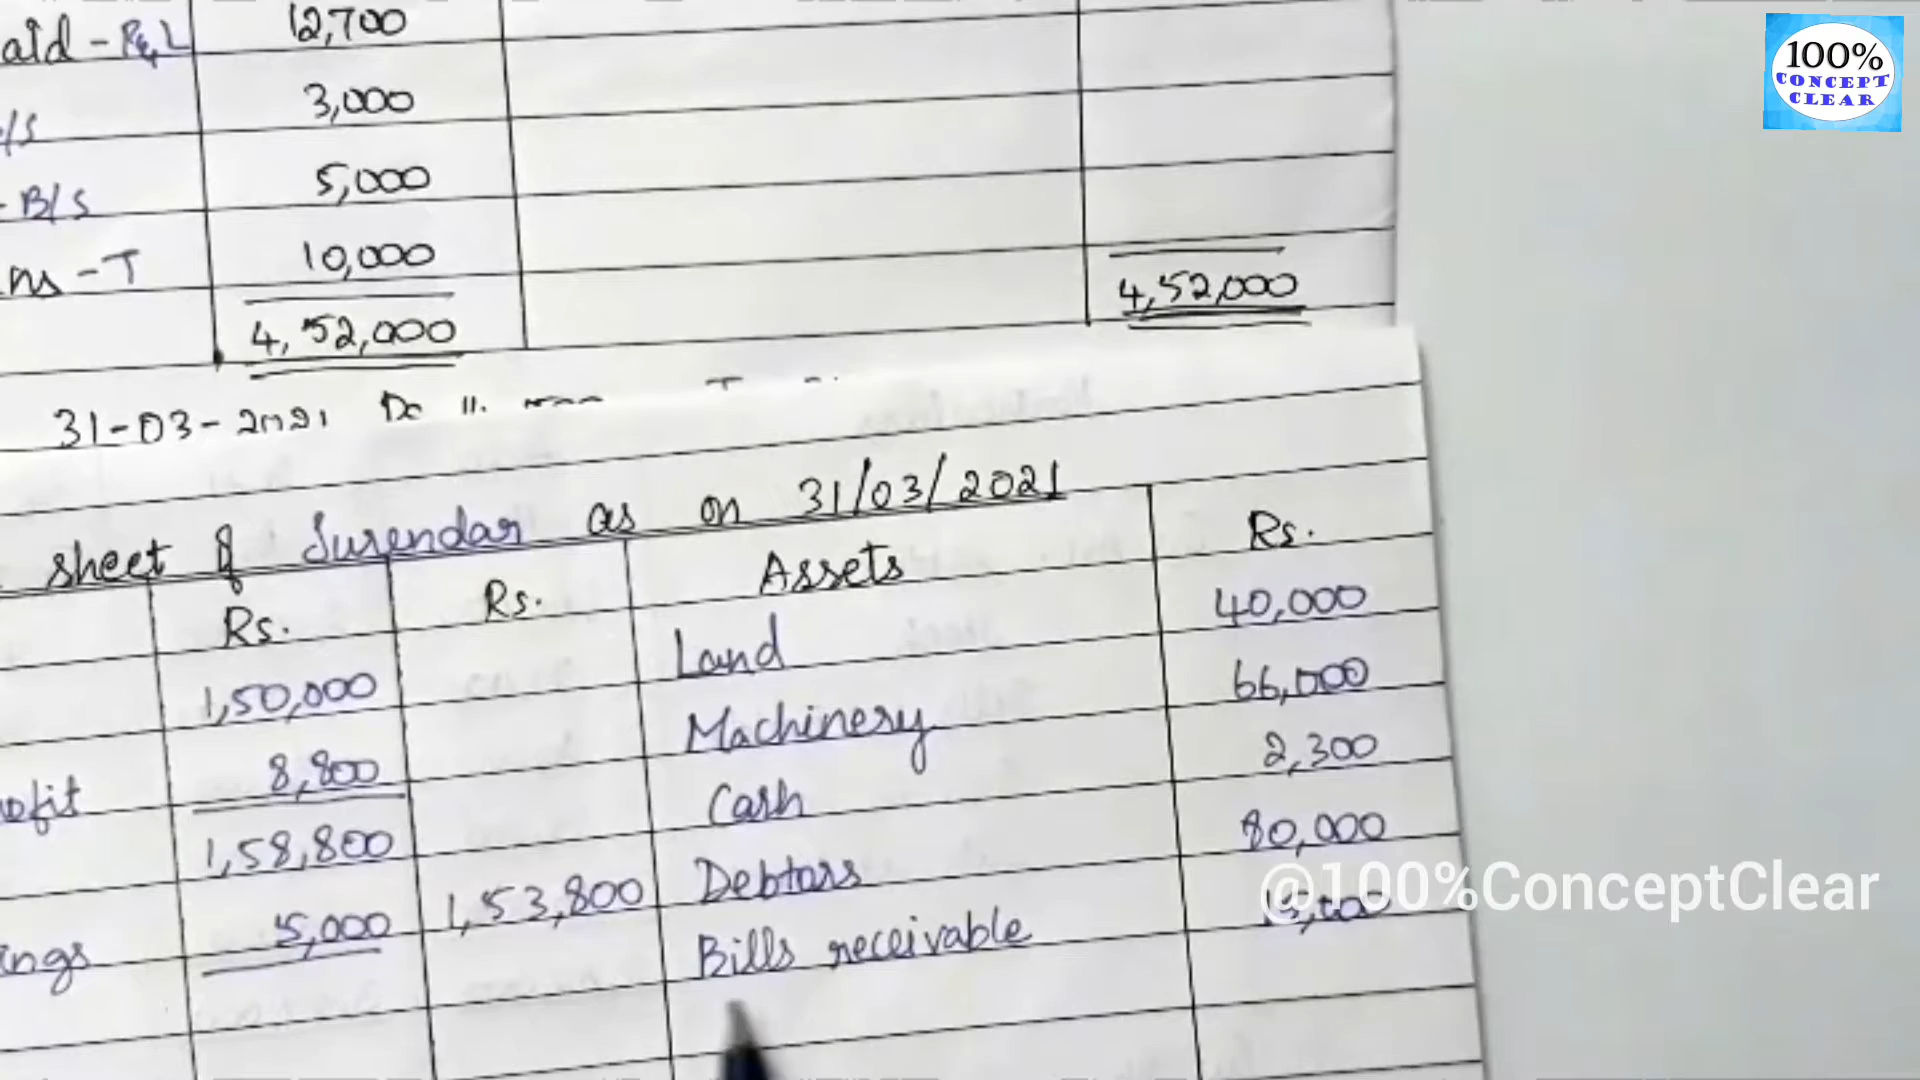 aid - P&L 12,700
/S 3,000
- B/S 5,000
ns - T 10,000
4,52,000 4,52,000
31-03-2021
sheet of Surendar as on 31/03/2021
Rs. Rs. Assets Rs.
1,50,000 Land 40,000
ofit 8,800 Machinery 66,000
1,58,800 Cash 2,300
ings 5,000 1,53,800 Debtors 80,000
Bills receivable
100%
CONCEPT
CLEAR
@100%ConceptClear